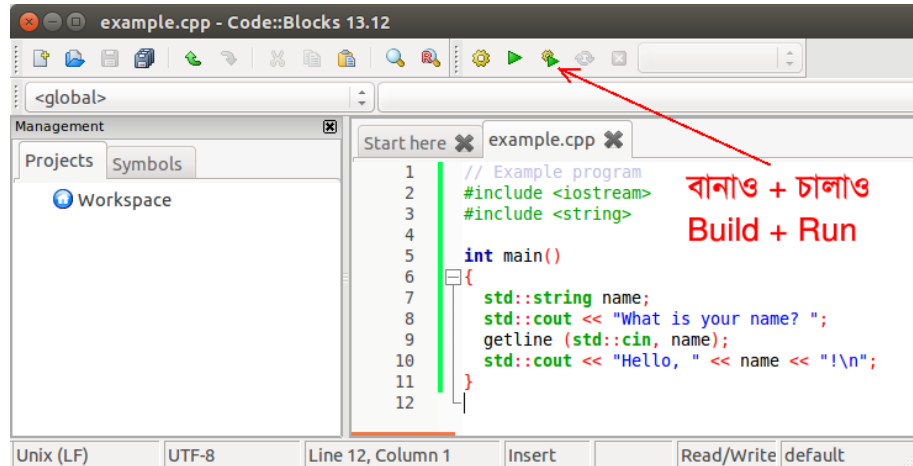 example.cpp - Code::Blocks 13.12
<global>
Management
Projects Symbols
Workspace
Start here example.cpp
1 // Example program
2 #include <iostream>
3 #include <string>
4
5 int main()
6 {
7 std::string name;
8 std::cout << "What is your name? ";
9 getline (std::cin, name);
10 std::cout << "Hello, " << name << "!\n";
11 }
12
বানাও + চালাও
Build + Run
Unix (LF) UTF-8 Line 12, Column 1 Insert Read/Write default